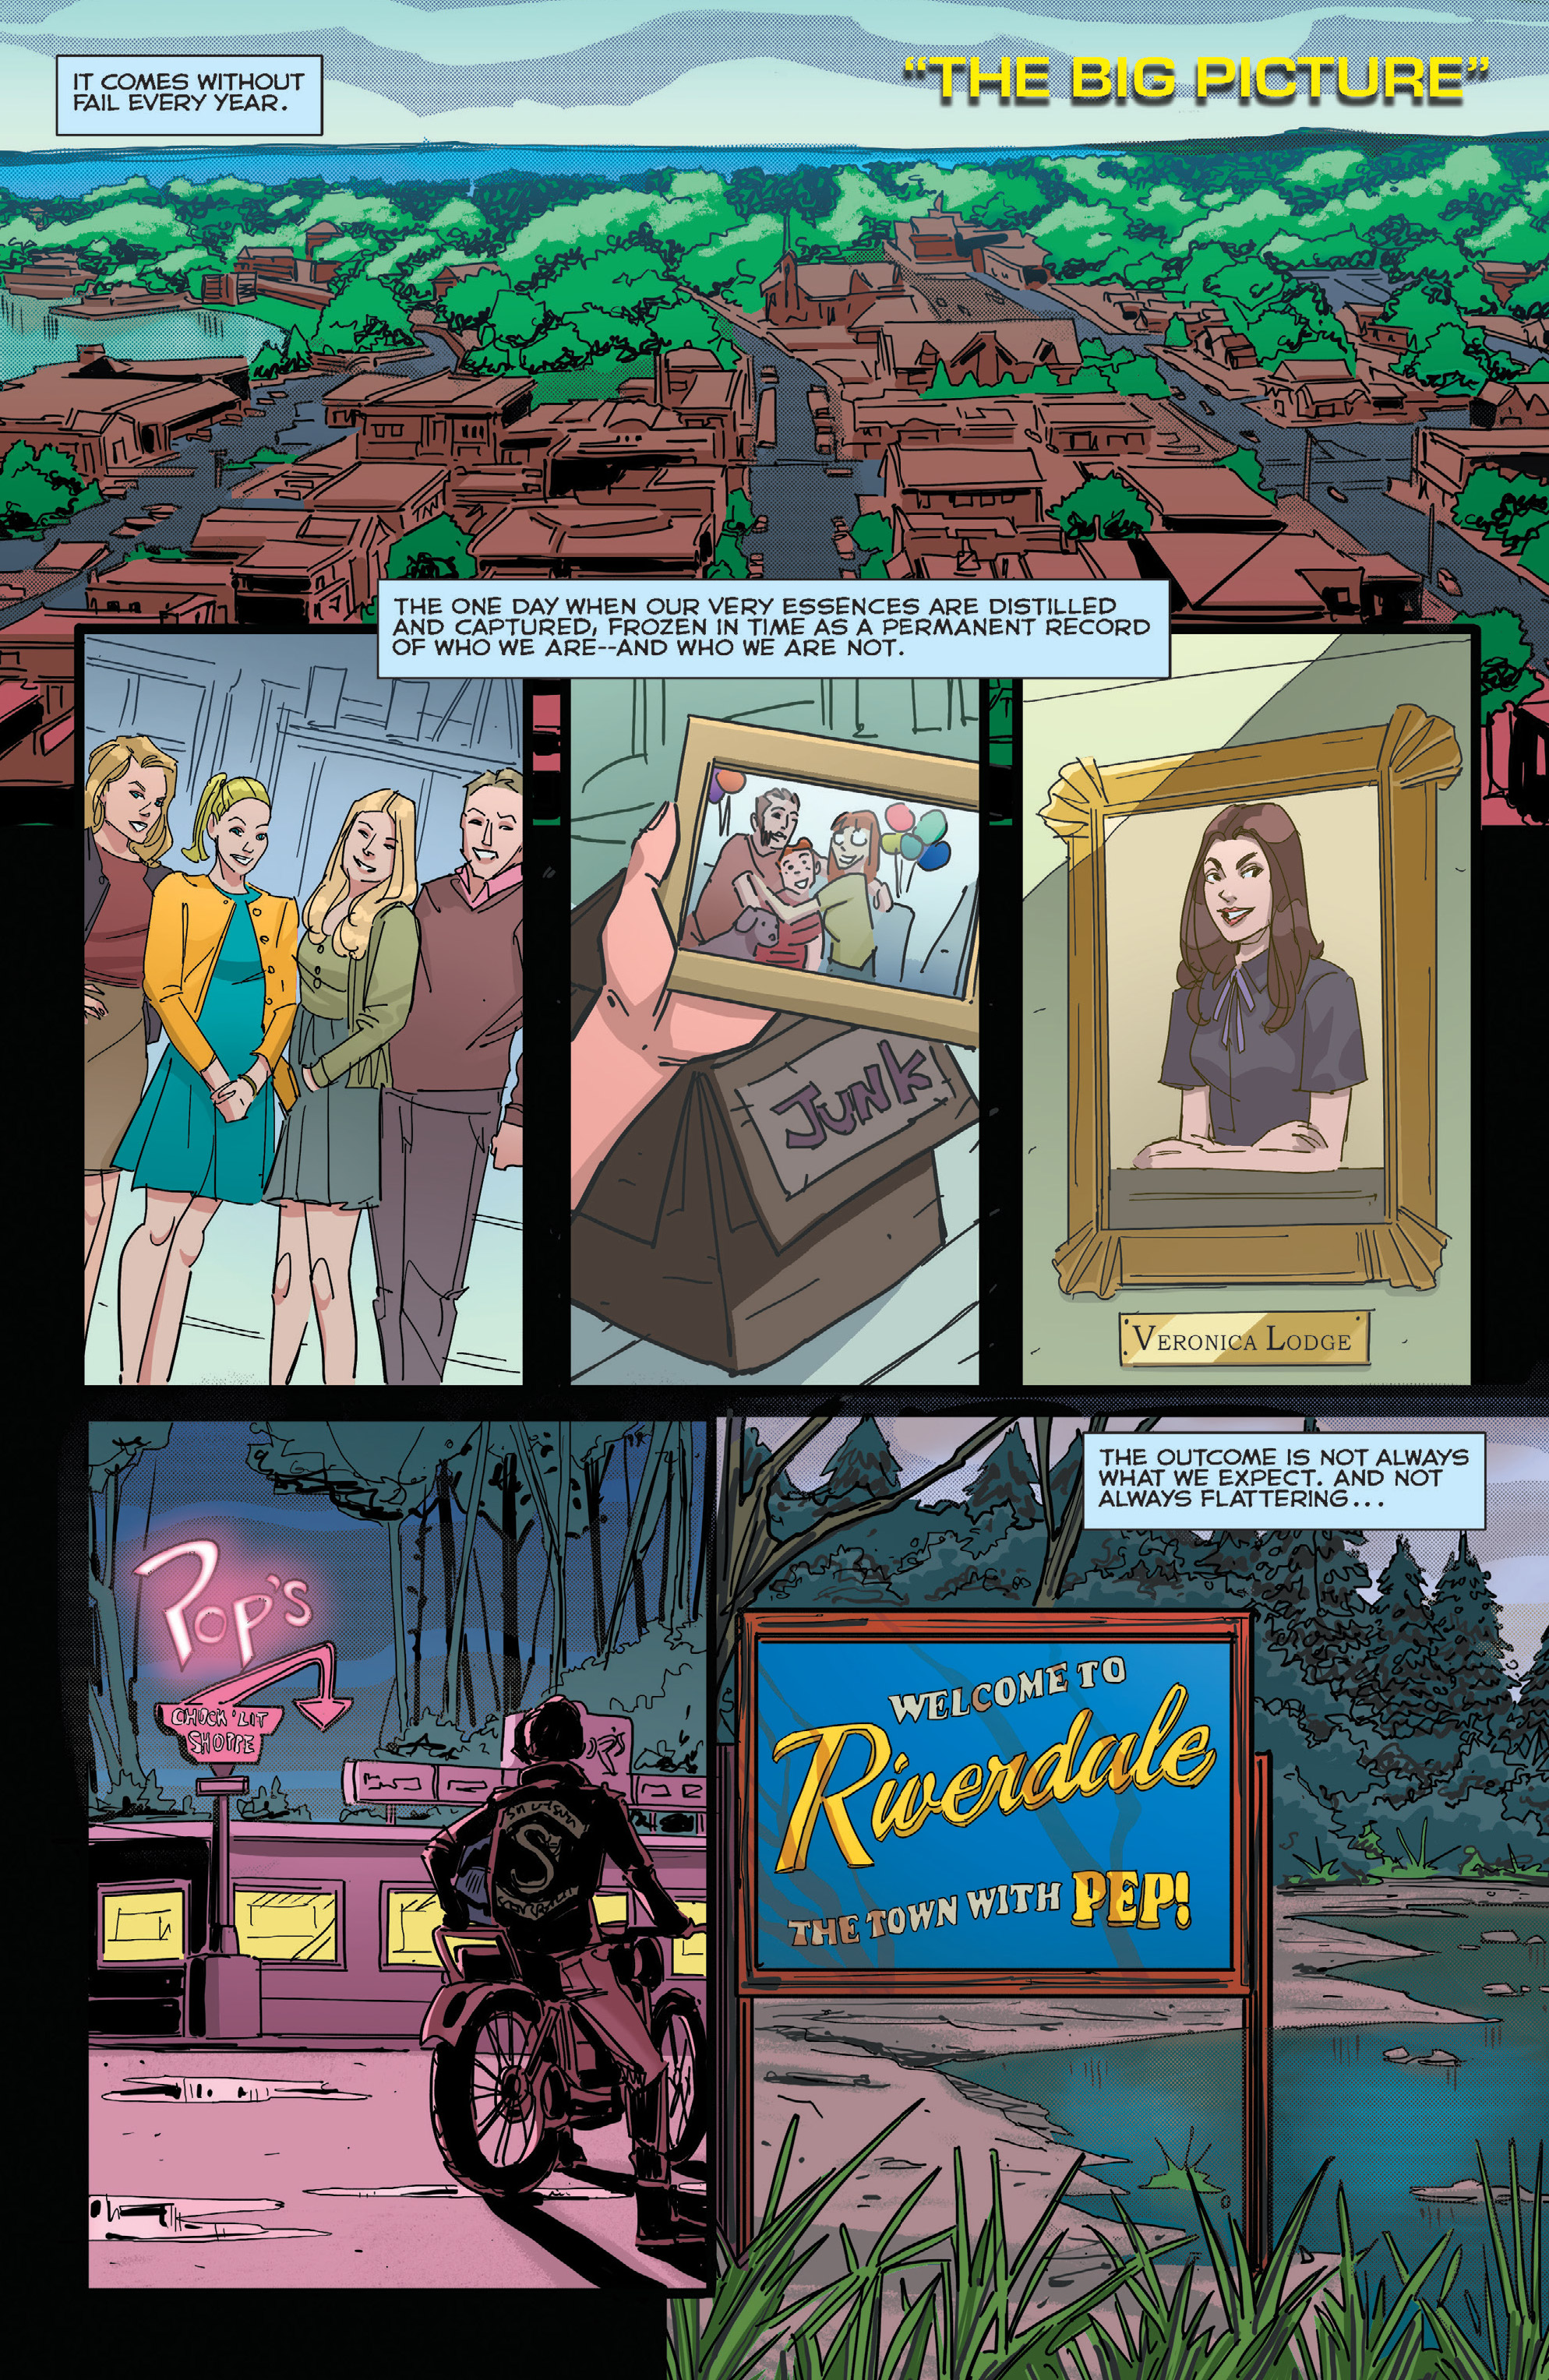 IT COMES WITHOUT
FAIL EVERY YEAR.
“THE BIG PICTURE”
THE ONE DAY WHEN OUR VERY ESSENCES ARE DISTILLED
AND CAPTURED, FROZEN IN TIME AS A PERMANENT RECORD
OF WHO WE ARE--AND WHO WE ARE NOT.
JUNK
VERONICA LODGE
POP'S
CHOCK'LIT
SHOPPE
S
THE OUTCOME IS NOT ALWAYS
WHAT WE EXPECT. AND NOT
ALWAYS FLATTERING...
WELCOME TO
Riverdale
THE TOWN WITH PEP!